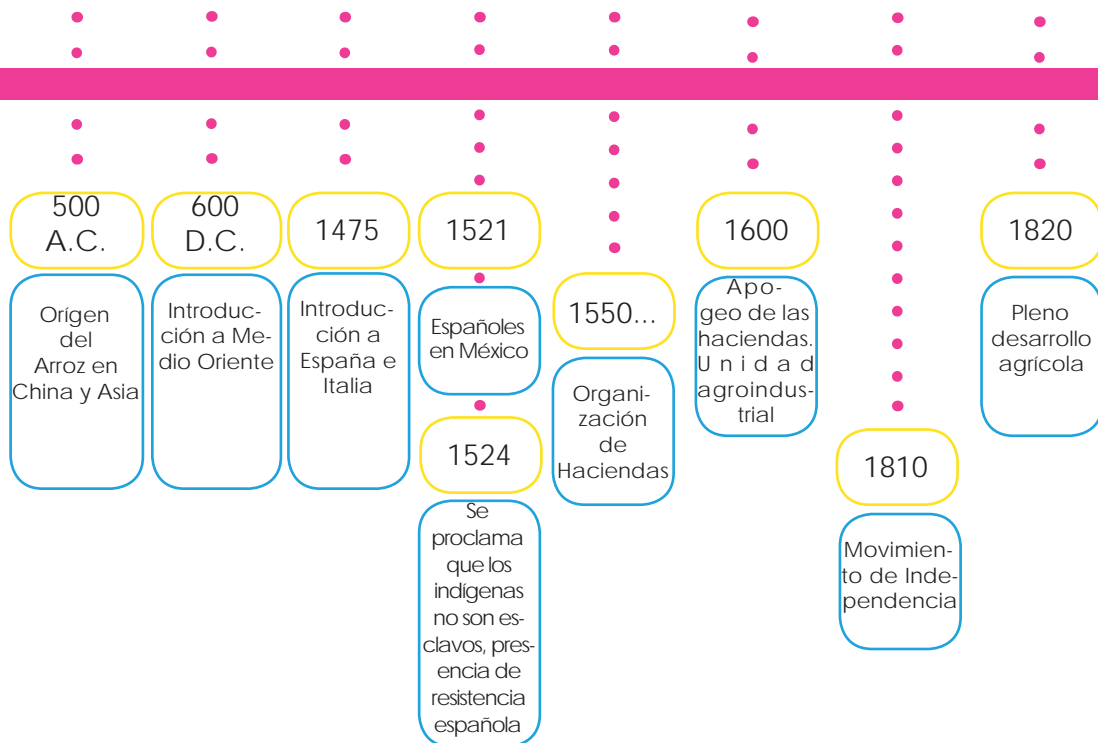 500
A.C.
Orígen
del
Arroz en
China y Asia
600
D.C.
Introduc-
ción a Me-
dio Oriente
1475
Introduc-
ción a
España e
Italia
1521
Españoles
en México
1524
Se
proclama
que los
indígenas
no son es-
clavos, pres-
encia de
resistencia
española
1550...
Organi-
zación
de
Haciendas
1600
Apo-
geo de las
haciendas.
Unidad
agroindus-
trial
1810
Movimien-
to de Inde-
pendencia
1820
Pleno
desarrollo
agrícola